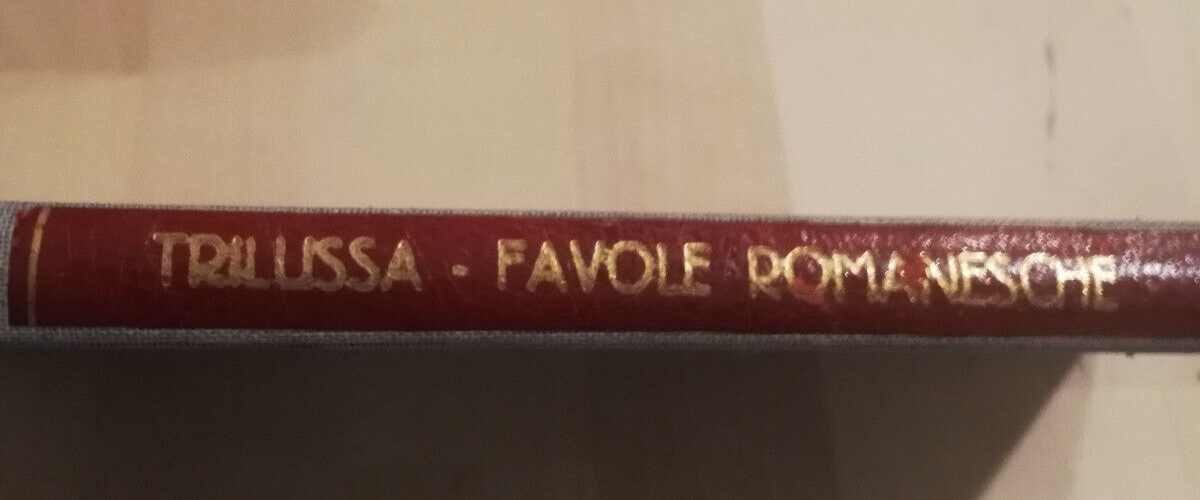 TRILUSSA - FAVOLE ROMANESCHE